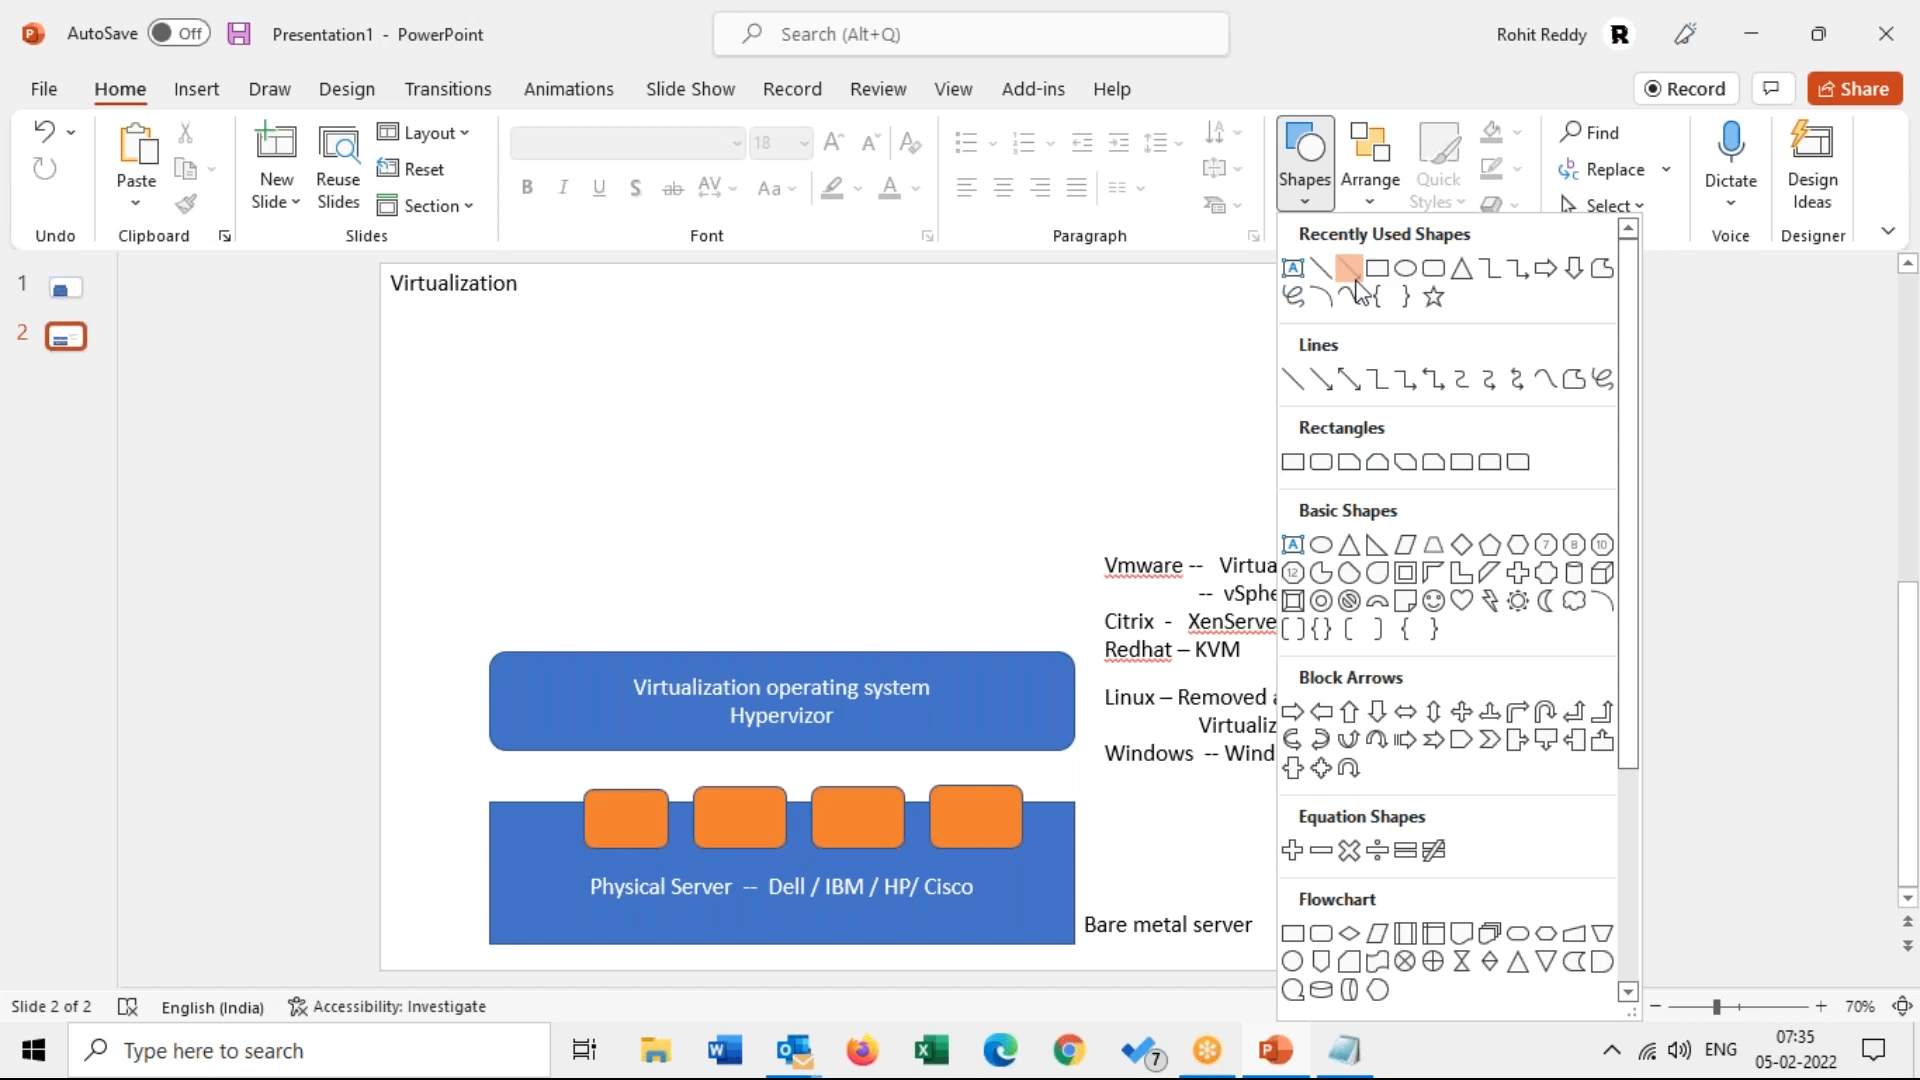 AutoSave Off Presentation1 - PowerPoint Search (Alt+Q) Rohit Reddy
File Home Insert Draw Design Transitions Animations Slide Show Record Review View Add-ins Help Record Share
Paste
New Slide
Reuse Slides
Layout
Reset
Section
18
Shapes
Arrange
Quick Styles
Find
Replace
Select
Dictate
Design Ideas
Undo Clipboard Slides Font Paragraph Voice Designer
1
2
Virtualization
Vmware -- Virtua
-- vSphe
Citrix - XenServe
Redhat – KVM
Linux – Removed a
Virtualiz
Windows -- Wind
Virtualization operating system
Hypervizor
Physical Server -- Dell / IBM / HP/ Cisco
Bare metal server
Recently Used Shapes
Lines
Rectangles
Basic Shapes
Block Arrows
Equation Shapes
Flowchart
Slide 2 of 2 English (India) Accessibility: Investigate 70%
Type here to search 7 ENG 07:35
05-02-2022